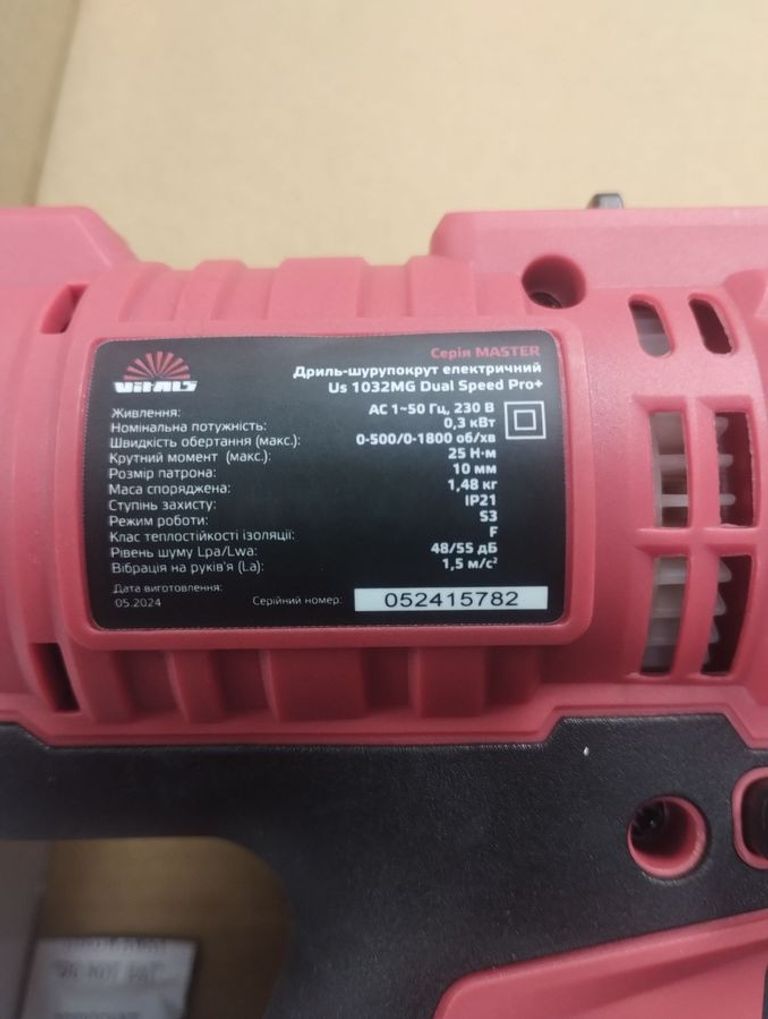 Серія MASTER
VITALS
Дриль-шурупокрут електричний
Us 1032MG Dual Speed Pro+
Живлення: AC 1~50 Гц, 230 В
Номінальна потужність: 0,3 кВт
Швидкість обертання (макс.): 0-500/0-1800 об/хв
Крутний момент (макс.): 25 Н·м
Розмір патрона: 10 мм
Маса споряджена: 1,48 кг
Ступінь захисту: IP21
Режим роботи: S3
Клас теплостійкості ізоляції: F
Рівень шуму Lpa/Lwa: 48/55 дБ
Вібрація на руків'я (La): 1,5 м/с²
Дата виготовлення:
05.2024
Серійний номер: 052415782